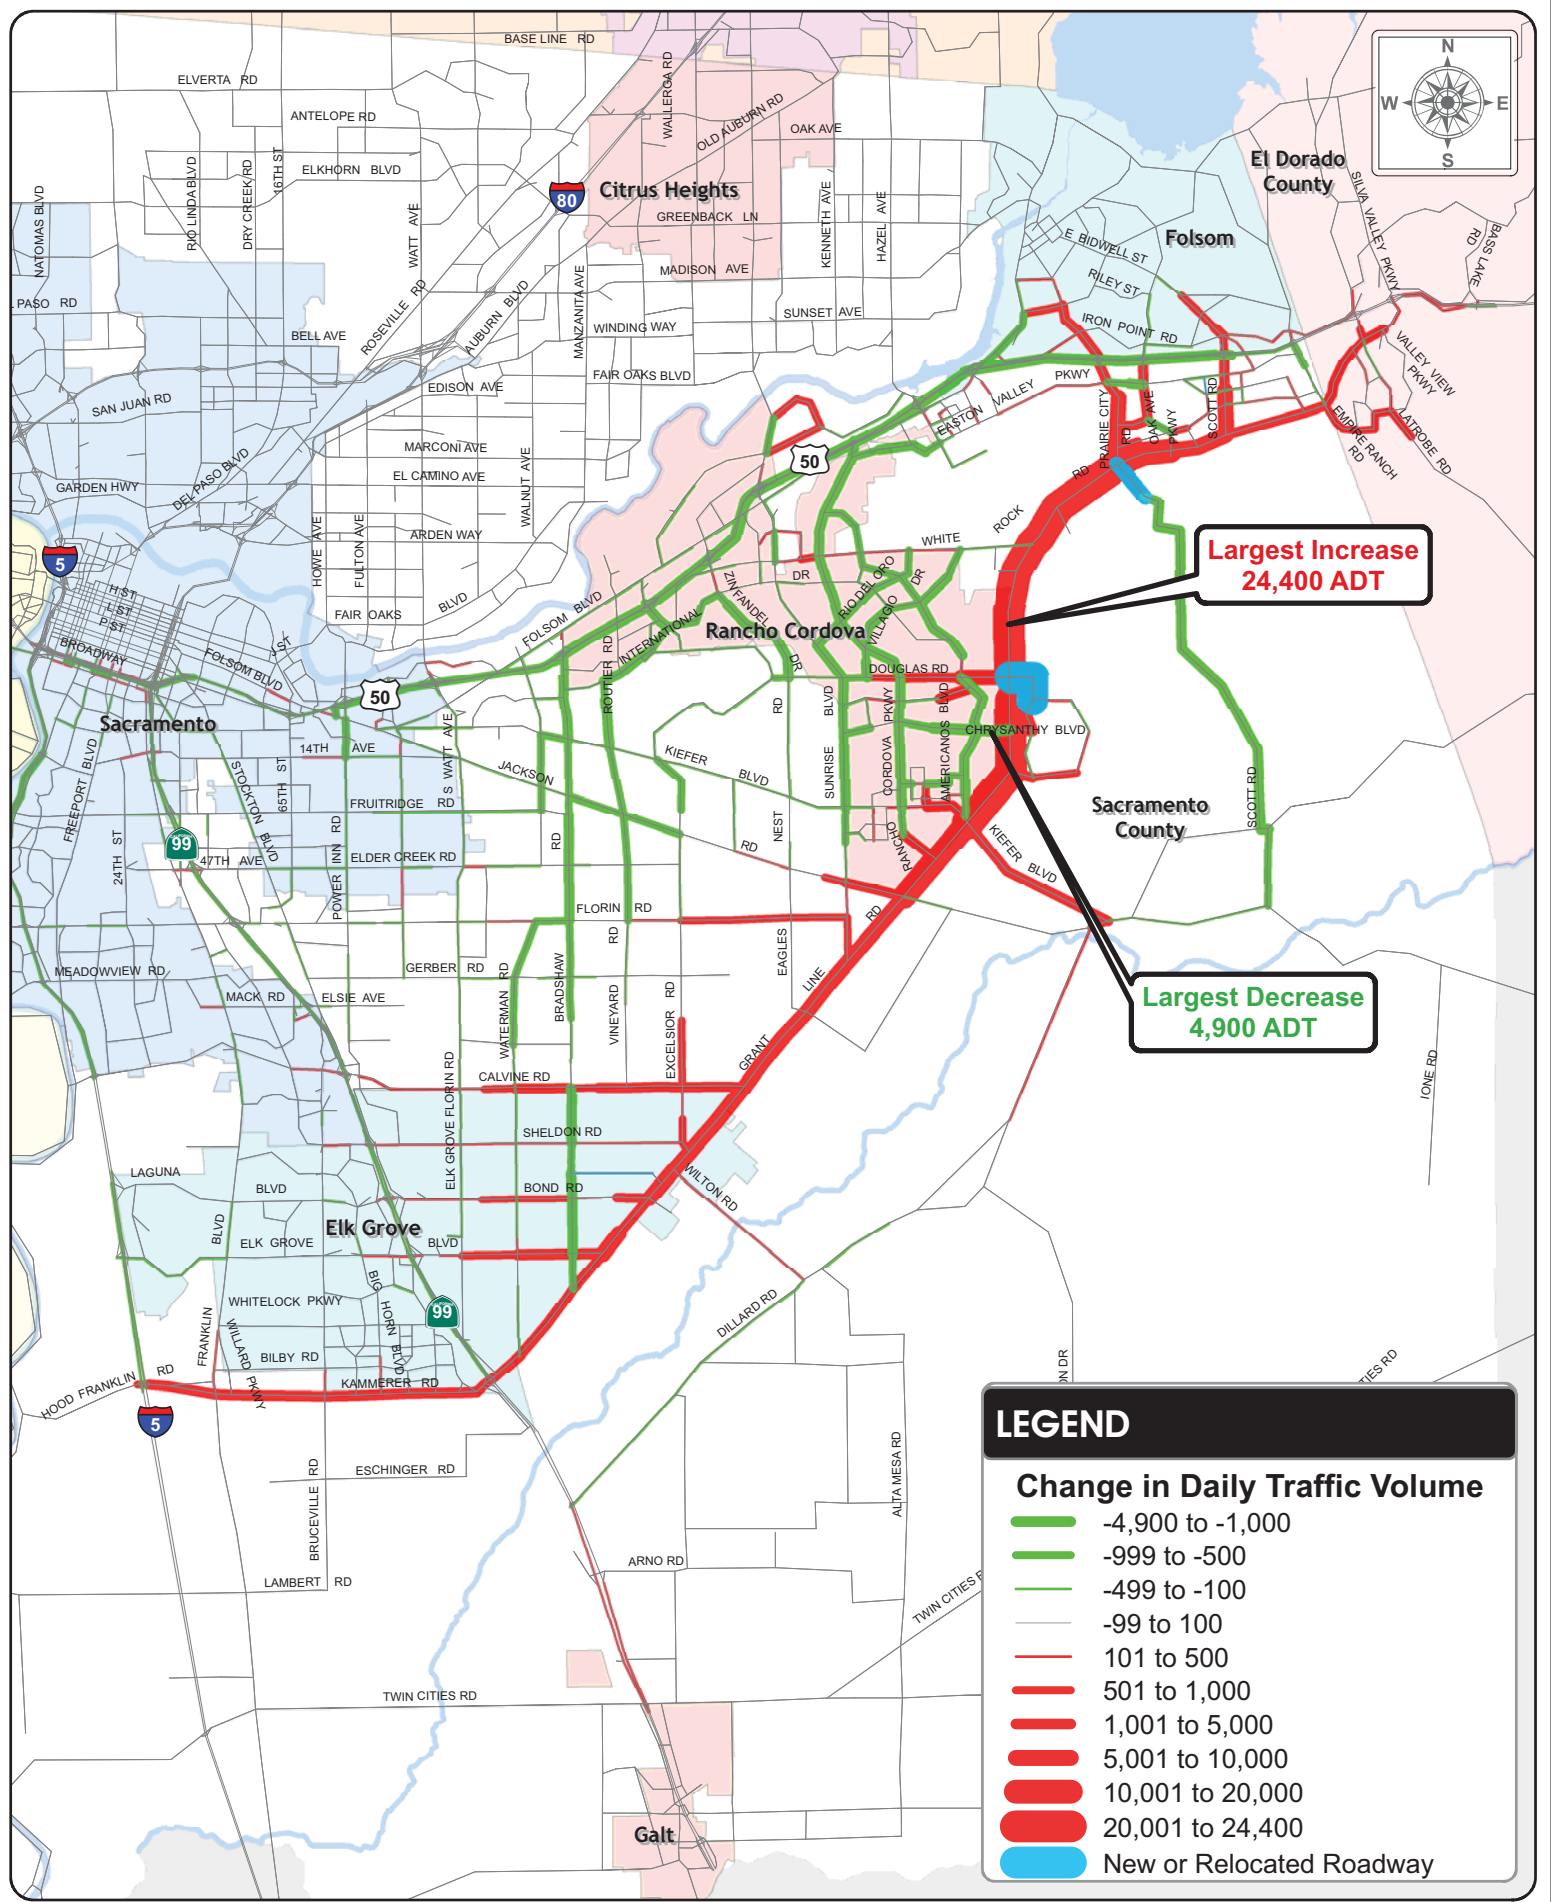 BASE LINE RD
ELVERTA RD
WALLERGA RD
ANTELOPE RD
OLD AUBURN RD
OAK AVE
N
W
E
S
El Dorado
County
16TH ST
ELKHORN BLVD
RIO LINDA BLVD
DRY CREEK RD
NATOMAS BLVD
80
Citrus Heights
SILVA VALLEY PKWY
WATT AVE
GREENBACK LN
KENNETH AVE
HAZEL AVE
E BIDWELL ST
Folsom
BASS LAKE
RD
MADISON AVE
RILEY ST
PASO RD
ROSEVILLE RD
AUBURN BLVD
MANZANITA AVE
SUNSET AVE
WINDING WAY
IRON POINT RD
BELL AVE
VALLEY VIEW
PKWY
FAIR OAKS BLVD
EDISON AVE
EASTON VALLEY PKWY
SAN JUAN RD
PRAIRIE CITY
RD
OAK AVE
PKWY
SCOTT RD
EMPIRE RANCH
RD
LATROBE RD
MARCONI AVE
DEL PASO BLVD
EL CAMINO AVE
WALNUT AVE
50
GARDEN HWY
ARDEN WAY
HOWE AVE
FULTON AVE
WHITE ROCK RD
Largest Increase
24,400 ADT
5
H ST
L ST
P ST
BROADWAY
J ST
FAIR OAKS BLVD
FOLSOM BLVD
FOLSOM BLVD
ZINFANDEL
DR
DR
RIO DEL ORO
VILLAGIO
DR
INTERNATIONAL
Rancho Cordova
ROUTIER RD
DOUGLAS RD
50
Sacramento
14TH AVE
S WATT AVE
KIEFER BLVD
JACKSON
RD
RD
SUNRISE
BLVD
CORDOVA
PKWY
RANCHO
AMERICANOS BLVD
CHRYSANTHY BLVD
FREEPORT BLVD
STOCKTON BLVD
65TH ST
FRUITRIDGE RD
NEST
EAGLES
Sacramento
County
SCOTT RD
24TH ST
99
47TH AVE
POWER INN RD
ELDER CREEK RD
RD
KIEFER BLVD
FLORIN RD
RD
GRANT LINE RD
MEADOWVIEW RD
GERBER RD
MACK RD
ELSIE AVE
WATERMAN RD
BRADSHAW
VINEYARD
EXCELSIOR RD
Largest Decrease
4,900 ADT
IONE RD
CALVINE RD
ELK GROVE FLORIN RD
SHELDON RD
LAGUNA
BLVD
BOND RD
WILTON RD
BLVD
ELK GROVE
BLVD
Elk Grove
BIG
HORN
BLVD
99
WHITELOCK PKWY
FRANKLIN
WILLARD PKWY
BILBY RD
KAMMERER RD
HOOD FRANKLIN RD
5
DILLARD RD
ON DR
TIES RD
ESCHINGER RD
BRUCEVILLE RD
ALTA MESA RD
ARNO RD
LAMBERT RD
TWIN CITIES R
TWIN CITIES RD
Galt
LEGEND
Change in Daily Traffic Volume
-4,900 to -1,000
-999 to -500
-499 to -100
-99 to 100
101 to 500
501 to 1,000
1,001 to 5,000
5,001 to 10,000
10,001 to 20,000
20,001 to 24,400
New or Relocated Roadway